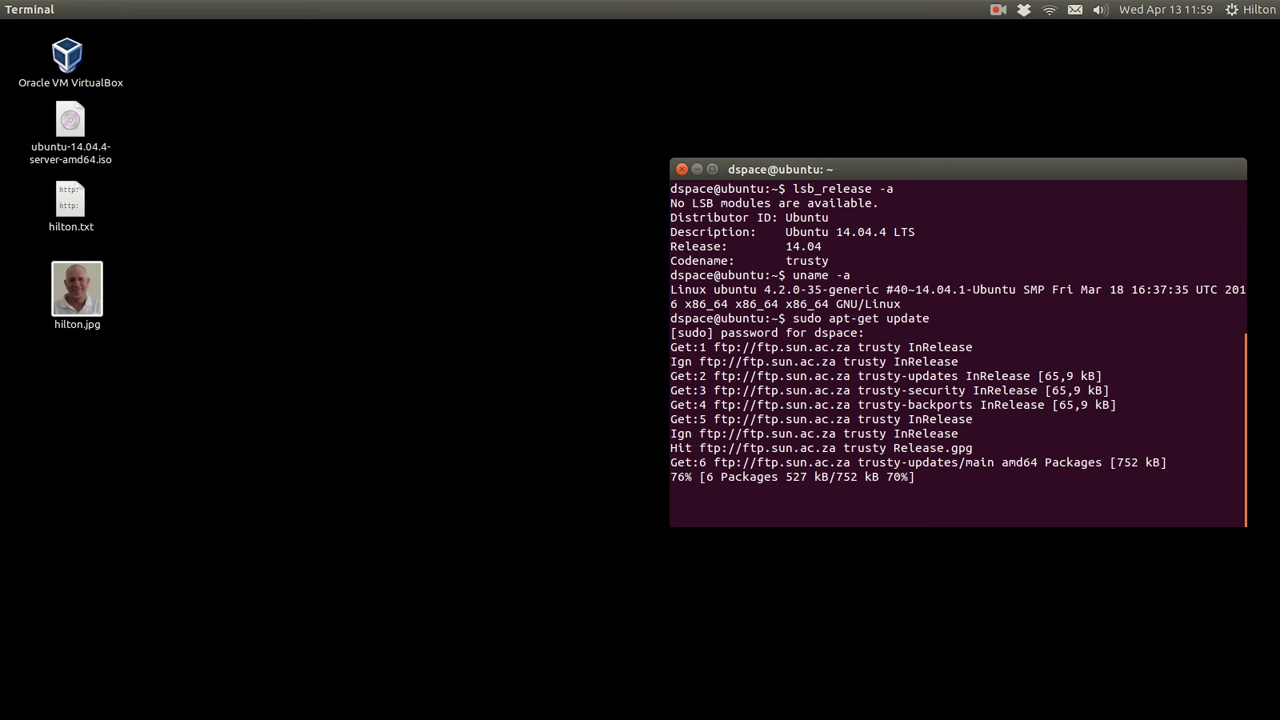 Terminal
Wed Apr 13 11:59
Hilton
Oracle VM VirtualBox
ubuntu-14.04.4-
server-amd64.iso
http:
http:
hilton.txt
hilton.jpg
dspace@ubuntu: ~
dspace@ubuntu:~$ lsb_release -a
No LSB modules are available.
Distributor ID: Ubuntu
Description:    Ubuntu 14.04.4 LTS
Release:        14.04
Codename:       trusty
dspace@ubuntu:~$ uname -a
Linux ubuntu 4.2.0-35-generic #40~14.04.1-Ubuntu SMP Fri Mar 18 16:37:35 UTC 201
6 x86_64 x86_64 x86_64 GNU/Linux
dspace@ubuntu:~$ sudo apt-get update
[sudo] password for dspace:
Get:1 ftp://ftp.sun.ac.za trusty InRelease
Ign ftp://ftp.sun.ac.za trusty InRelease
Get:2 ftp://ftp.sun.ac.za trusty-updates InRelease [65,9 kB]
Get:3 ftp://ftp.sun.ac.za trusty-security InRelease [65,9 kB]
Get:4 ftp://ftp.sun.ac.za trusty-backports InRelease [65,9 kB]
Get:5 ftp://ftp.sun.ac.za trusty InRelease
Ign ftp://ftp.sun.ac.za trusty InRelease
Hit ftp://ftp.sun.ac.za trusty Release.gpg
Get:6 ftp://ftp.sun.ac.za trusty-updates/main amd64 Packages [752 kB]
76% [6 Packages 527 kB/752 kB 70%]